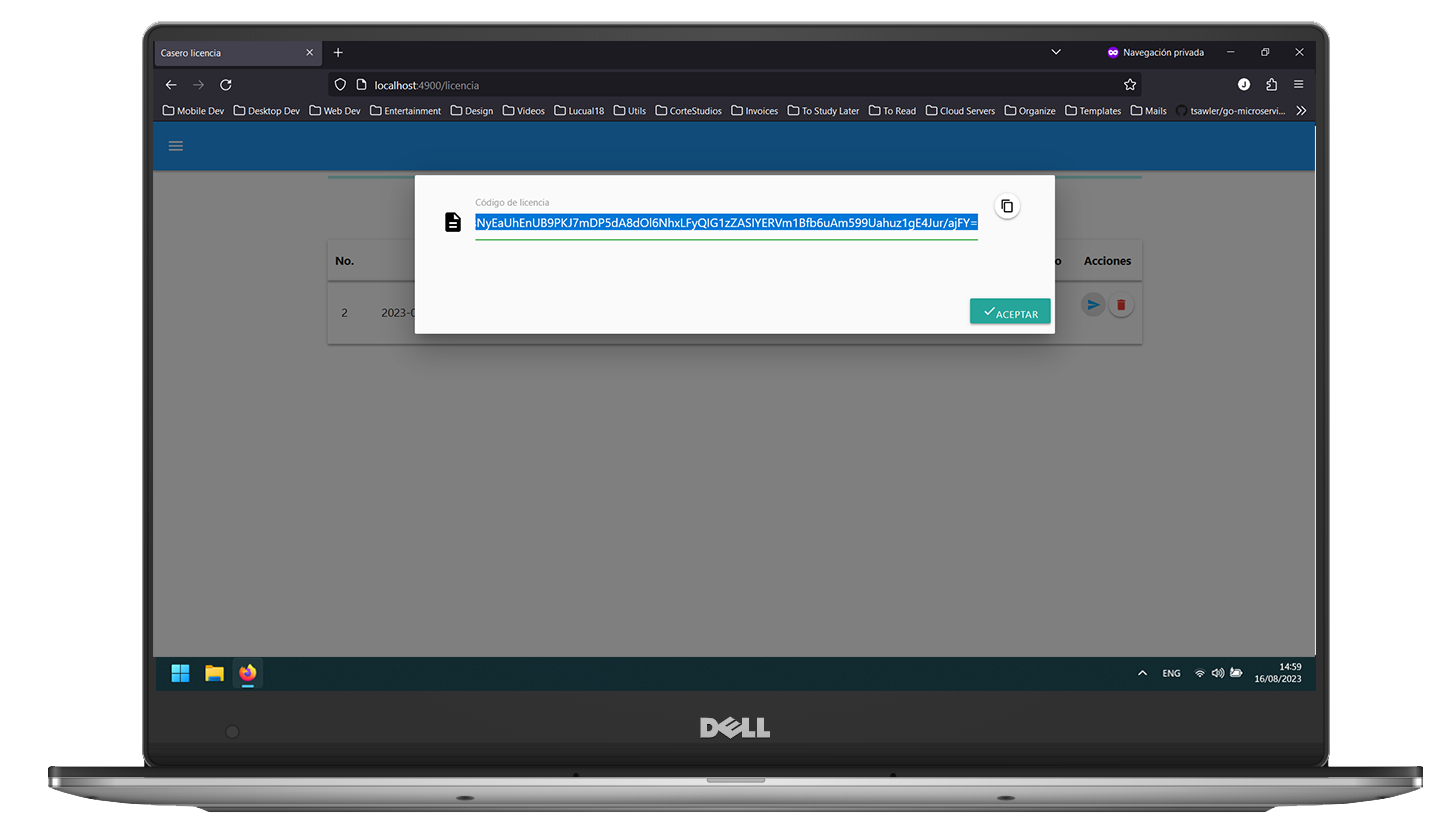 Casero licencia
Navegación privada
localhost:4900/licencia
Mobile Dev Desktop Dev Web Dev Entertainment Design Videos Lucual18 Utils CorteStudios Invoices To Study Later To Read Cloud Servers Organize Templates Mails tsawler/go-microservi...
Código de licencia
NyEaUhEnUB9PKJ7mDP5dA8dOl6NhxLFyQIG1zZASIYERVm1Bfb6uAm599Uahuz1gE4Jur/ajFY=
No. o Acciones
2 2023-0
ACEPTAR
ENG
14:59
16/08/2023
DELL